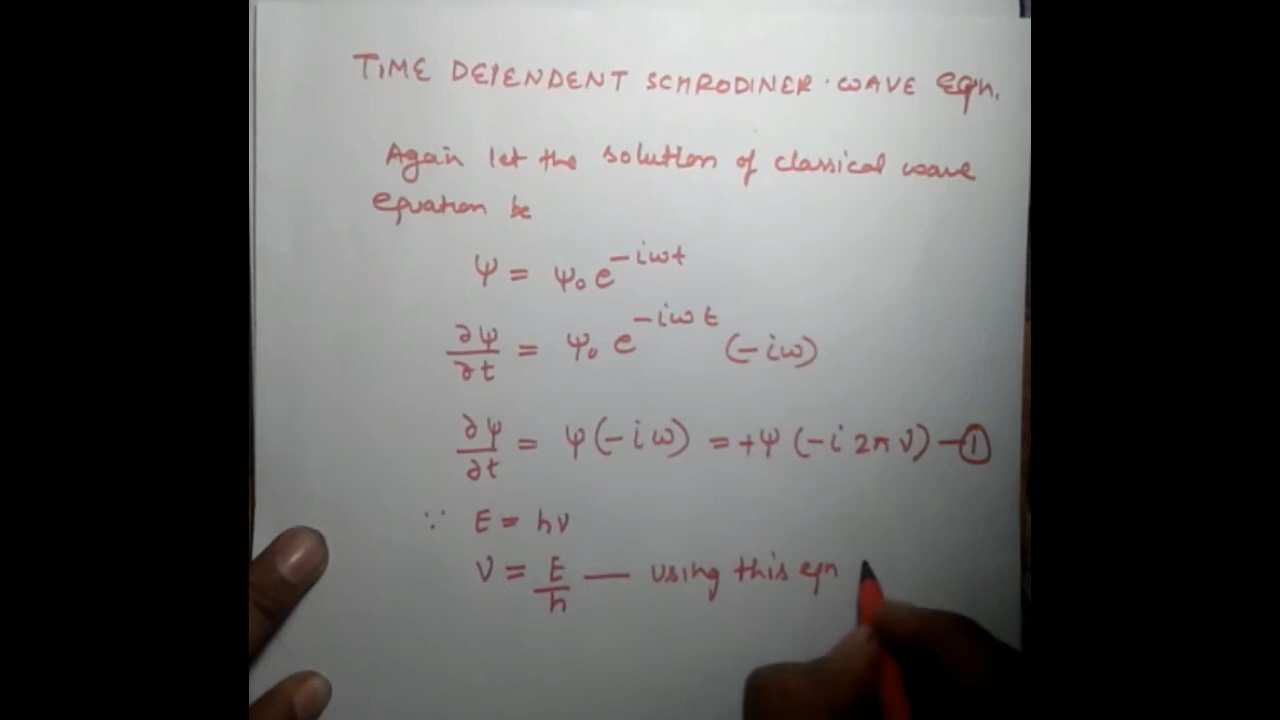 TIME DEPENDENT SCHRODINER. WAVE Eqn.
Again let the solution of classical wave
equation be
ψ = ψ₀ e^{-iωt}
∂ψ/∂t = ψ₀ e^{-iωt} (-iω)
∂ψ/∂t = ψ(-iω) = +ψ (-i 2π ν) — ①
∵ E = hν
ν = E/h — using this eqn